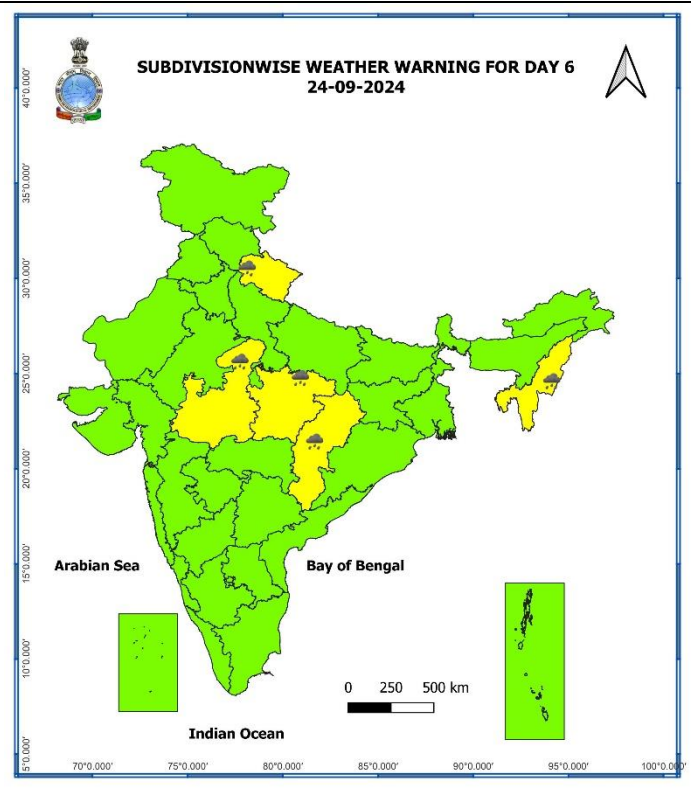 SUBDIVISIONWISE WEATHER WARNING FOR DAY 6
24-09-2024
40°0.000'
35°0.000'
30°0.000'
25°0.000'
20°0.000'
15°0.000'
10°0.000'
5°0.000'
Arabian Sea
Bay of Bengal
0 250 500 km
Indian Ocean
70°0.000' 75°0.000' 80°0.000' 85°0.000' 90°0.000' 95°0.000' 100°0.000'